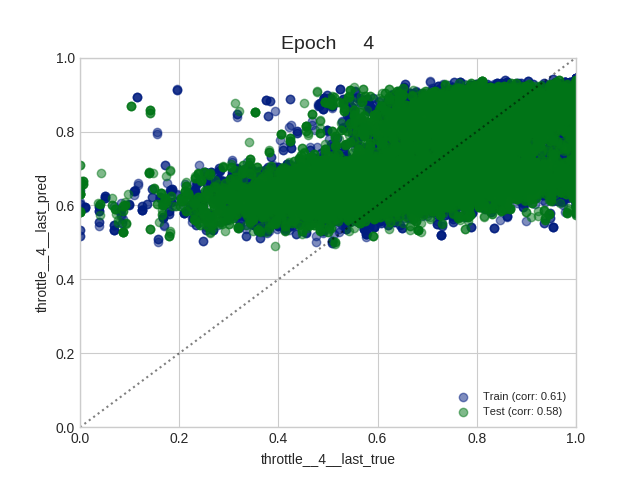 Epoch 4
1.0
0.8
0.6
0.4
0.2
0.0
throttle__4__last_pred
0.0 0.2 0.4 0.6 0.8 1.0
throttle__4__last_true
Train (corr: 0.61)
Test (corr: 0.58)